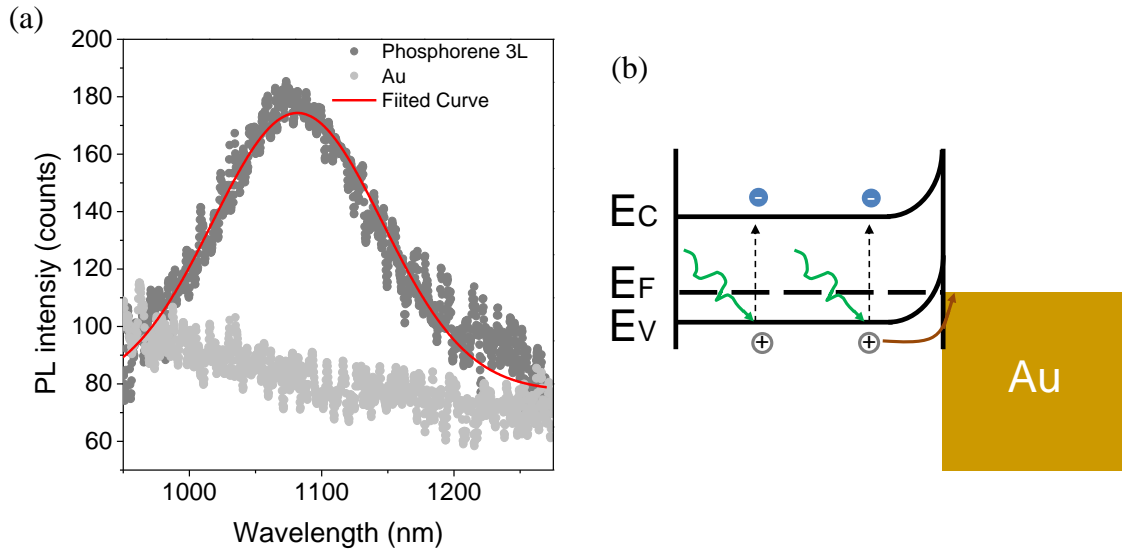 (a)
200
180
160
140
120
100
80
60
PL intensiy (counts)
1000
1100
1200
Wavelength (nm)
Phosphorene 3L
Au
Fiited Curve
(b)
EC
EF
EV
-
-
+
+
Au